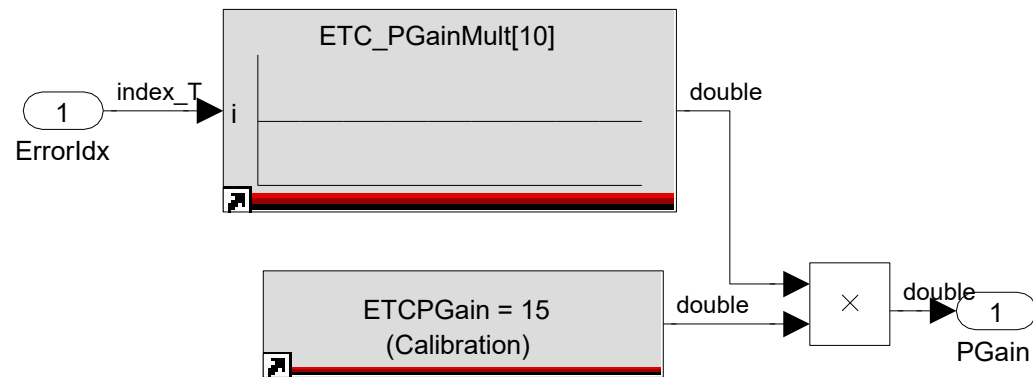 ETC_PGainMult[10]
index_T
double
1
i
ErrorIdx
ETCPGain = 15
(Calibration)
double
double
1
PGain